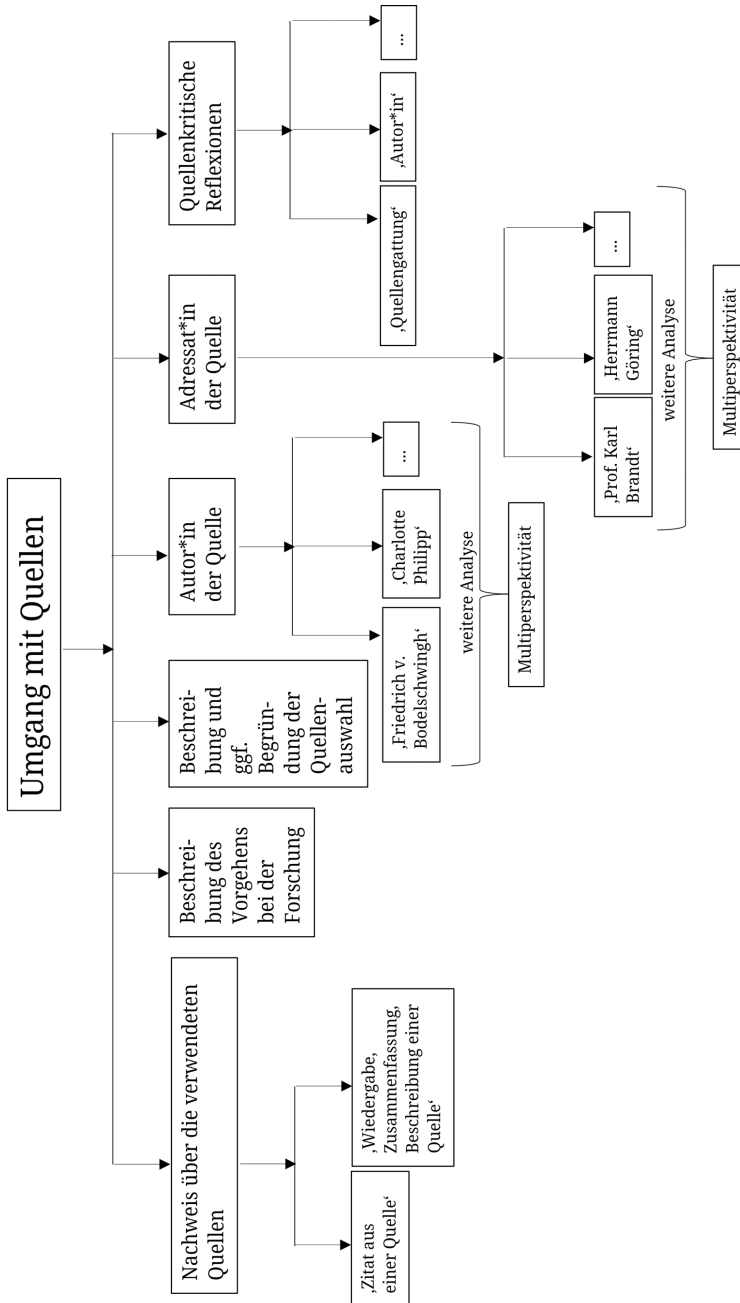 Umgang mit Quellen
Nachweis über die verwendeten
Quellen
‚Zitat aus
einer Quelle‘
‚Wiedergabe,
Zusammenfassung,
Beschreibung einer
Quelle‘
Beschrei-
bung des
Vorgehens
bei der
Forschung
Beschrei-
bung und
ggf.
Begrün-
dung der
Quellen-
auswahl
Autor*in
der Quelle
‚Friedrich v.
Bodelschwingh‘
‚Charlotte
Philipp‘
...
weitere Analyse
Multiperspektivität
Adressat*in
der Quelle
‚Prof. Karl
Brandt‘
‚Herrmann
Göring‘
...
weitere Analyse
Multiperspektivität
Quellenkritische
Reflexionen
‚Quellengattung‘
‚Autor*in‘
...